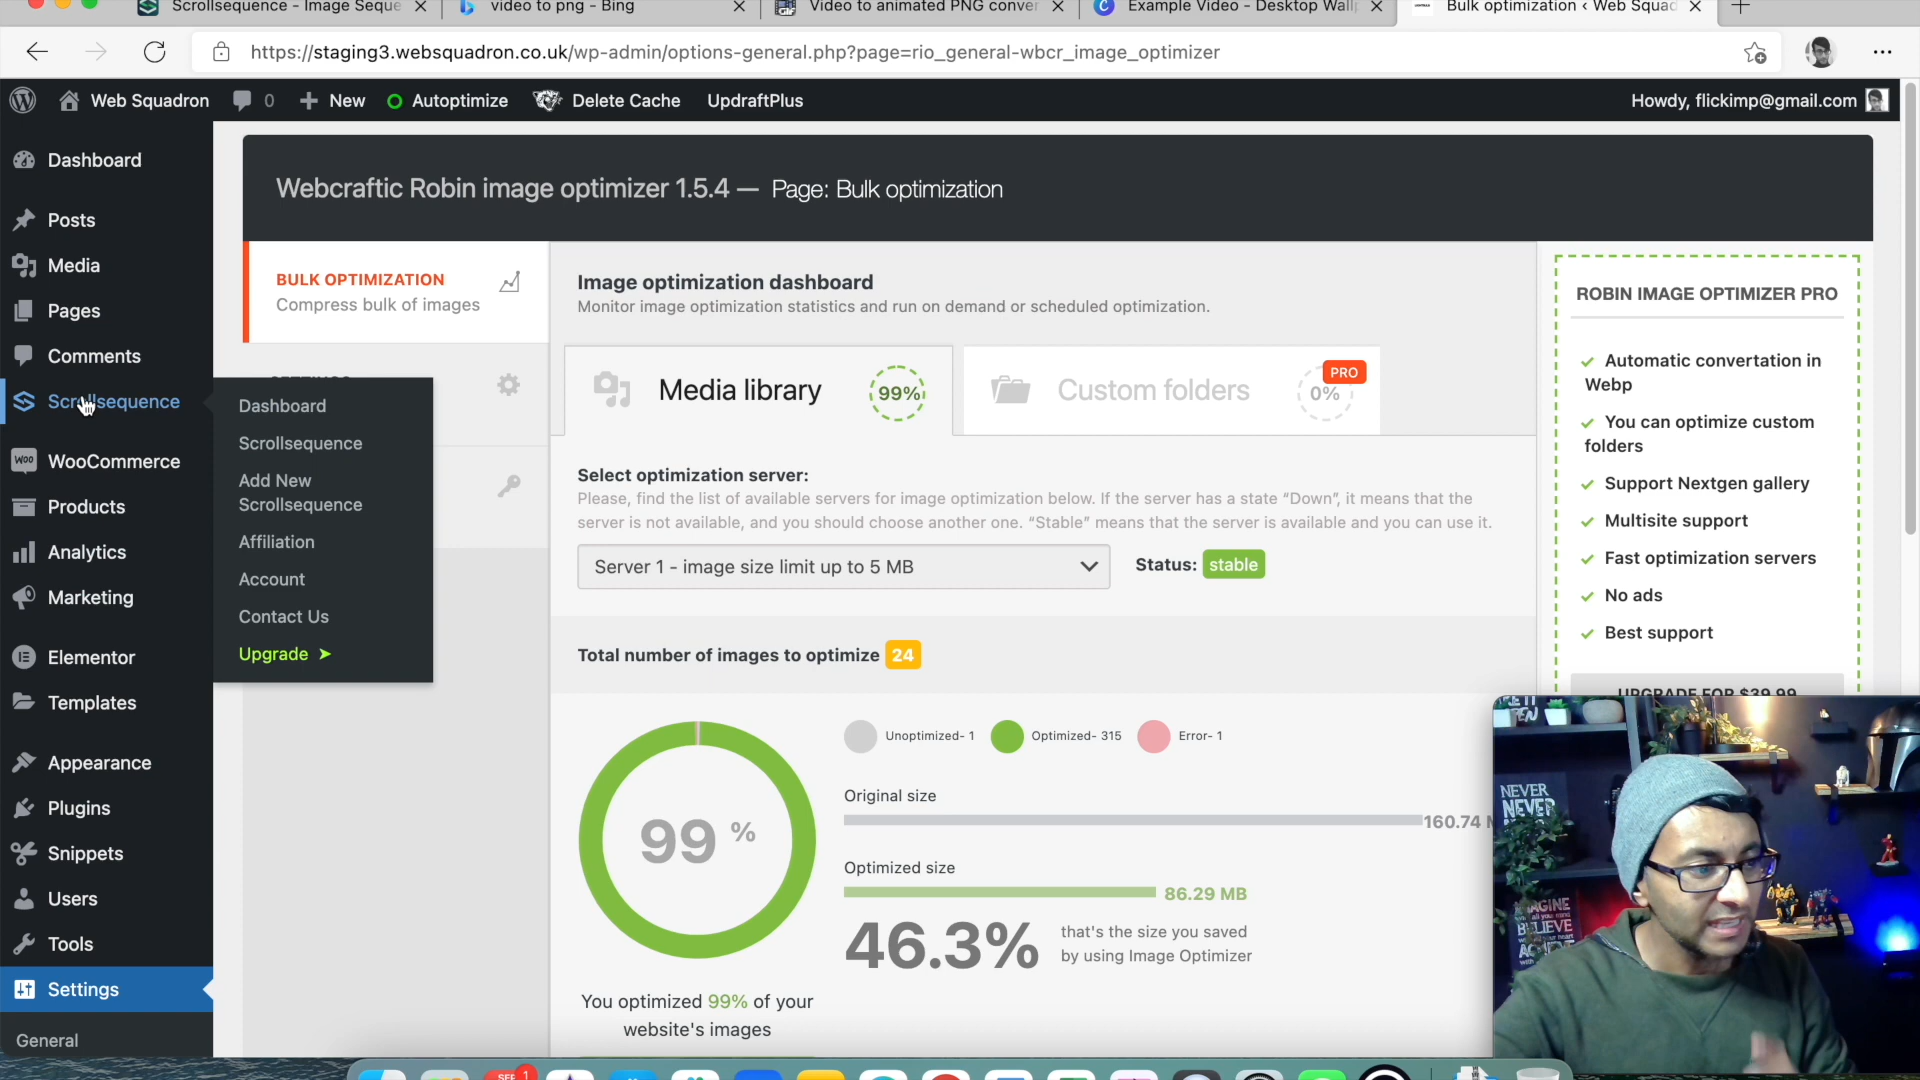 Scrollsequence - Image Seque
video to png - Bing
Video to animated PNG conver
Example Video - Desktop Wallp
Bulk optimization ‹ Web Squad
https://staging3.websquadron.co.uk/wp-admin/options-general.php?page=rio_general-wbcr_image_optimizer
Web Squadron
0
New
Autoptimize
Delete Cache
UpdraftPlus
Howdy, flickimp@gmail.com
Dashboard
Posts
Media
Pages
Comments
Scrollsequence
WooCommerce
Products
Analytics
Marketing
Elementor
Templates
Appearance
Plugins
Snippets
Users
Tools
Settings
General
Dashboard
Scrollsequence
Add New
Scrollsequence
Affiliation
Account
Contact Us
Upgrade ➤
Webcraftic Robin image optimizer 1.5.4 — Page: Bulk optimization
BULK OPTIMIZATION
Compress bulk of images
Image optimization dashboard
Monitor image optimization statistics and run on demand or scheduled optimization.
Media library
99%
Custom folders
0%
PRO
Select optimization server:
Please, find the list of available servers for image optimization below. If the server has a state “Down”, it means that the
server is not available, and you should choose another one. “Stable” means that the server is available and you can use it.
Server 1 - image size limit up to 5 MB
Status: stable
Total number of images to optimize 24
99 %
Unoptimized- 1
Optimized- 315
Error- 1
Original size
160.74 M
Optimized size
86.29 MB
46.3%
that's the size you saved
by using Image Optimizer
You optimized 99% of your
website's images
ROBIN IMAGE OPTIMIZER PRO
Automatic convertation in
Webp
You can optimize custom
folders
Support Nextgen gallery
Multisite support
Fast optimization servers
No ads
Best support
UPGRADE FOR $39.99
NEVER
NEVER
NEVER
IMAGINE
BELIEVE
SEP 1